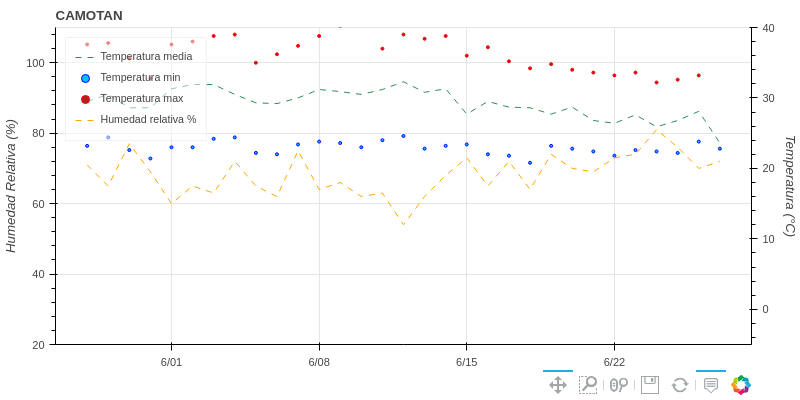 CAMOTAN
Temperatura media
Temperatura min
Temperatura max
Humedad relativa %
Humedad Relativa (%)
100
80
60
40
20
Temperatura (°C)
40
30
20
10
0
6/01
6/08
6/15
6/22